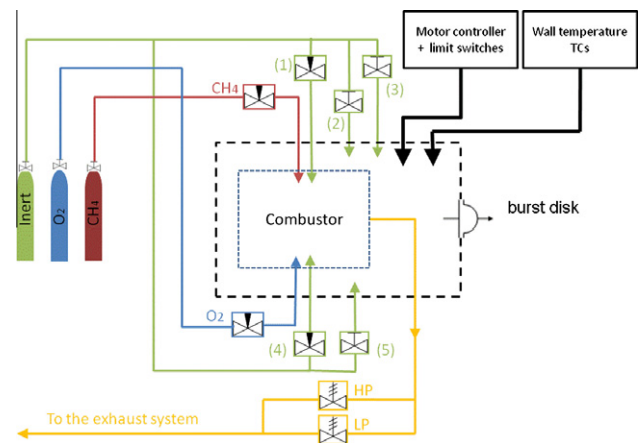 Motor controller
+ limit switches
Wall temperature
TCs
(1)
(2)
(3)
CH4
Inert
O2
CH4
Combustor
burst disk
O2
(4)
(5)
HP
LP
To the exhaust system